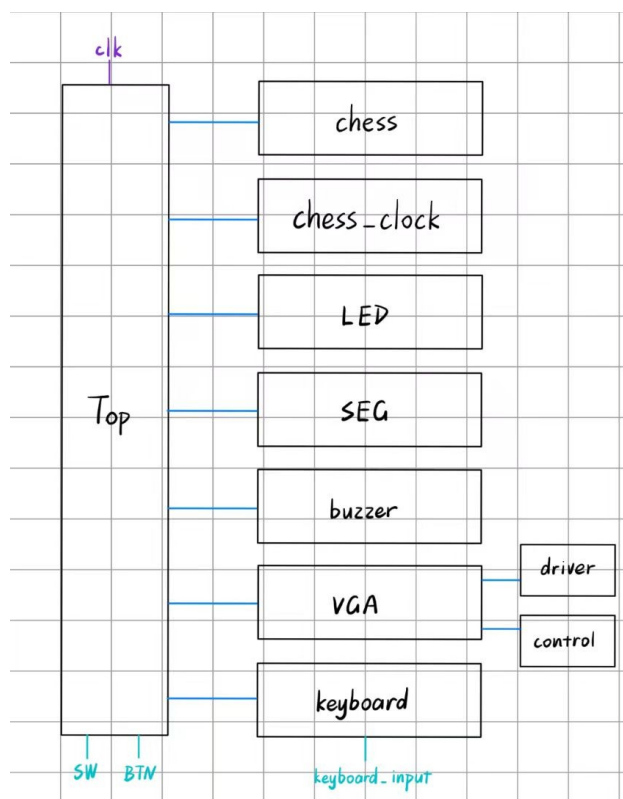 clk
chess
chess_clock
LED
Top
SEG
buzzer
driver
VGA
control
keyboard
SW BTN
keyboard_input